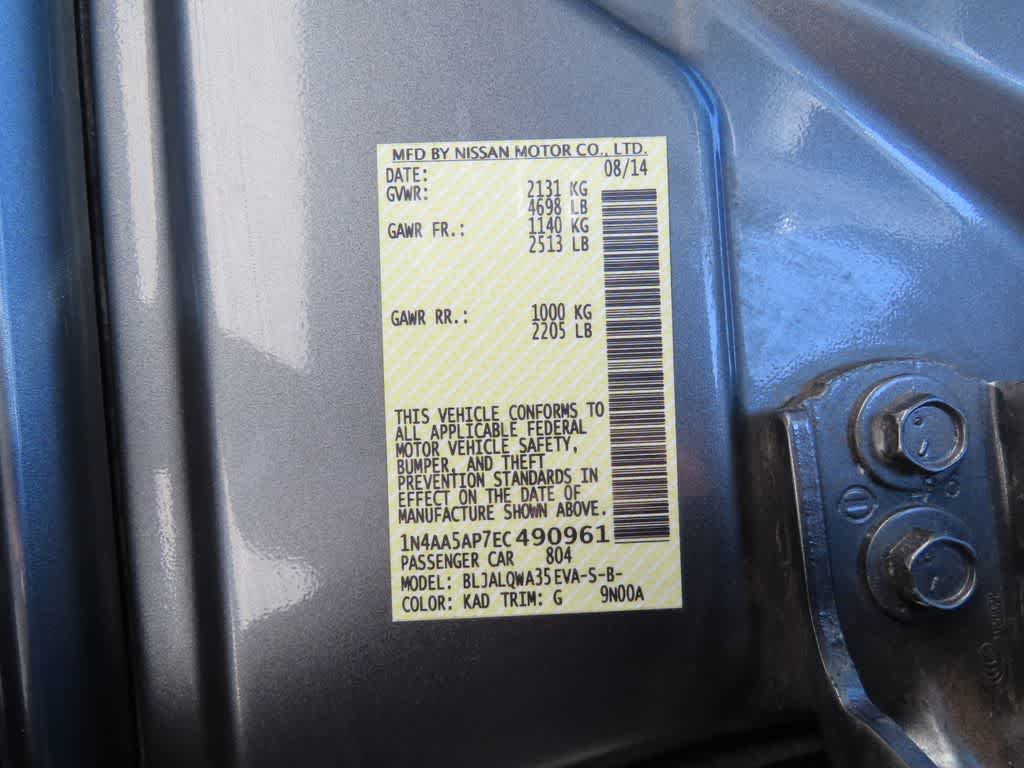 MFD BY NISSAN MOTOR CO., LTD.
DATE: 08/14
GVWR: 2131 KG
4698 LB
GAWR FR.: 1140 KG
2513 LB
GAWR RR.: 1000 KG
2205 LB
THIS VEHICLE CONFORMS TO
ALL APPLICABLE FEDERAL
MOTOR VEHICLE SAFETY,
BUMPER, AND THEFT
PREVENTION STANDARDS IN
EFFECT ON THE DATE OF
MANUFACTURE SHOWN ABOVE.
1N4AA5AP7EC490961
PASSENGER CAR 804
MODEL: BLJALQWA35EVA-S-B-
COLOR: KAD TRIM: G 9N00A